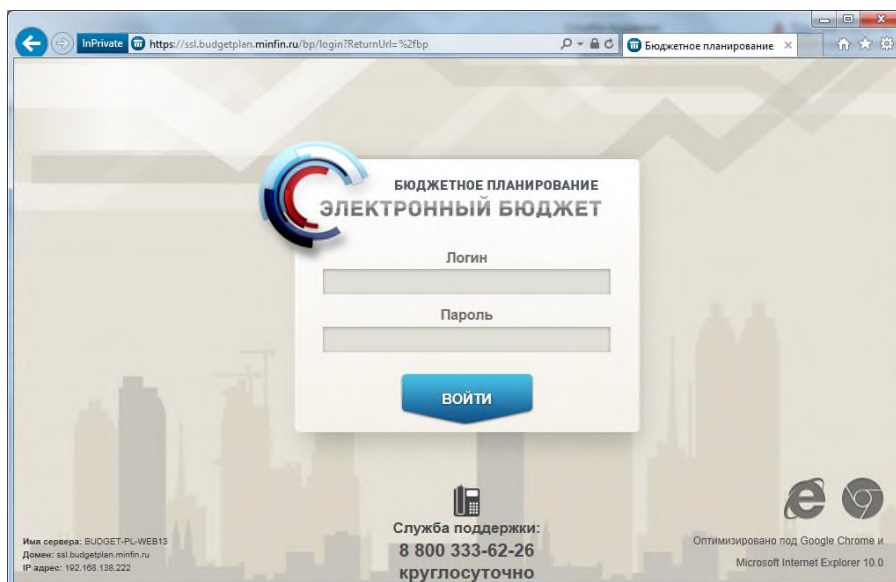 InPrivate
https://ssl.budgetplan.minfin.ru/bp/login?ReturnUrl=%2fbp
Бюджетное планирование
БЮДЖЕТНОЕ ПЛАНИРОВАНИЕ
ЭЛЕКТРОННЫЙ БЮДЖЕТ
Логин
Пароль
ВОЙТИ
Служба поддержки:
8 800 333-62-26
круглосуточно
Имя сервера: BUDGET-PL-WEB13
Домен: ssl.budgetplan.minfin.ru
IP адрес: 192.168.138.222
Оптимизировано под Google Chrome и
Microsoft Internet Explorer 10.0